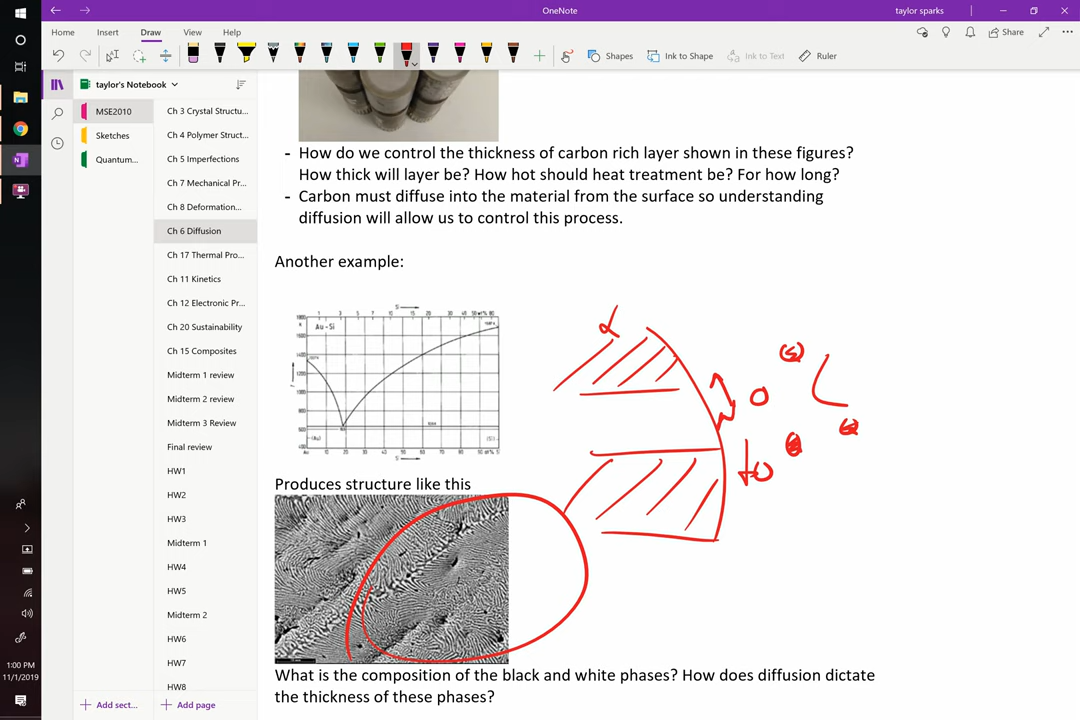 OneNote
taylor sparks
Home Insert Draw View Help
Share
Shapes Ink to Shape Ink to Text Ruler
taylor's Notebook
MSE2010
Sketches
Quantum...
Ch 3 Crystal Structu...
Ch 4 Polymer Struct...
Ch 5 Imperfections
Ch 7 Mechanical Pr...
Ch 8 Deformation...
Ch 6 Diffusion
Ch 17 Thermal Pro...
Ch 11 Kinetics
Ch 12 Electronic Pr...
Ch 20 Sustainability
Ch 15 Composites
Midterm 1 review
Midterm 2 review
Midterm 3 Review
Final review
HW1
HW2
HW3
Midterm 1
HW4
HW5
Midterm 2
HW6
HW7
HW8
Add sect...
Add page
1:00 PM
11/1/2019
- How do we control the thickness of carbon rich layer shown in these figures?
How thick will layer be? How hot should heat treatment be? For how long?
- Carbon must diffuse into the material from the surface so understanding
diffusion will allow us to control this process.
Another example:
Au-Si
α
Produces structure like this
What is the composition of the black and white phases? How does diffusion dictate
the thickness of these phases?